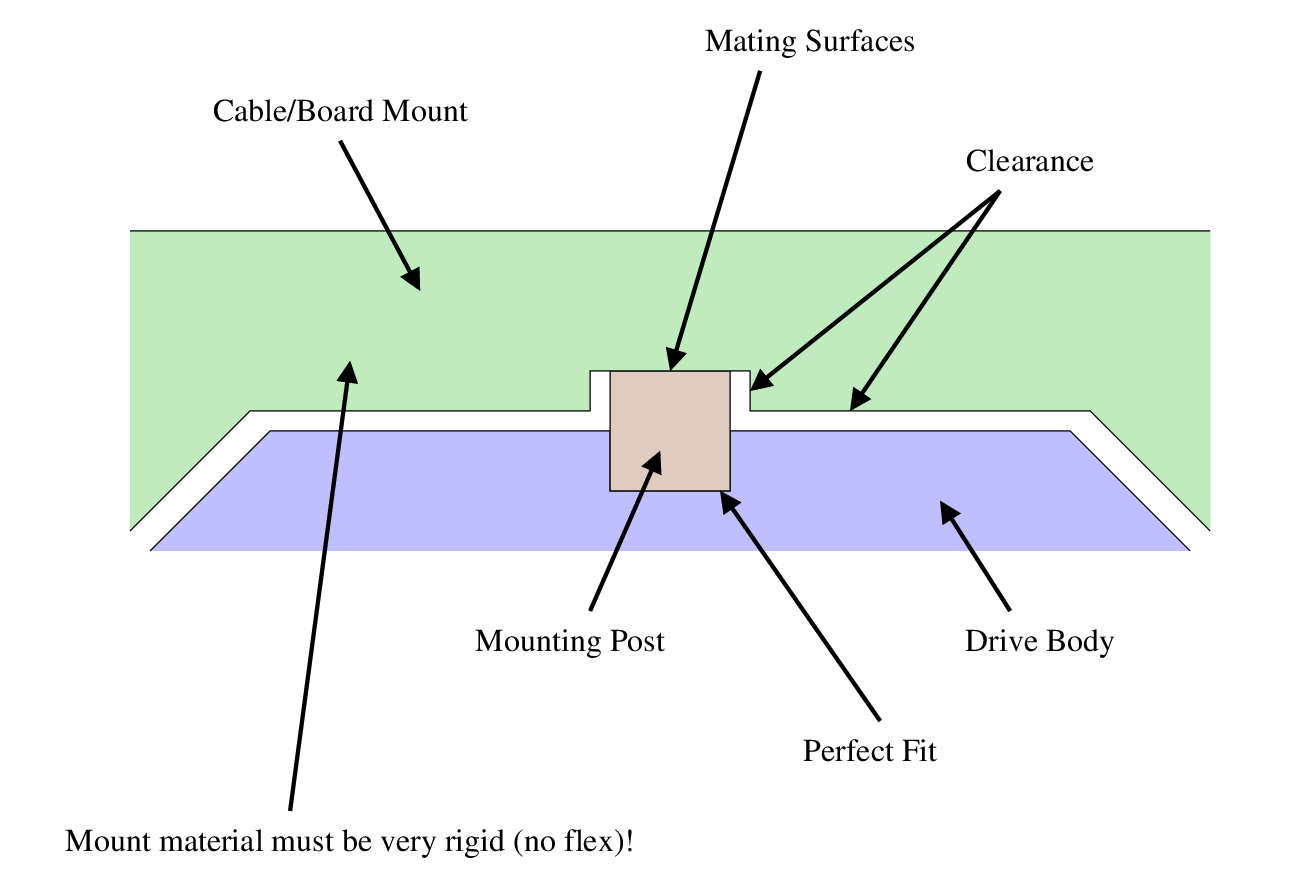 Mating Surfaces
Cable/Board Mount
Clearance
Mounting Post
Drive Body
Perfect Fit
Mount material must be very rigid (no flex)!